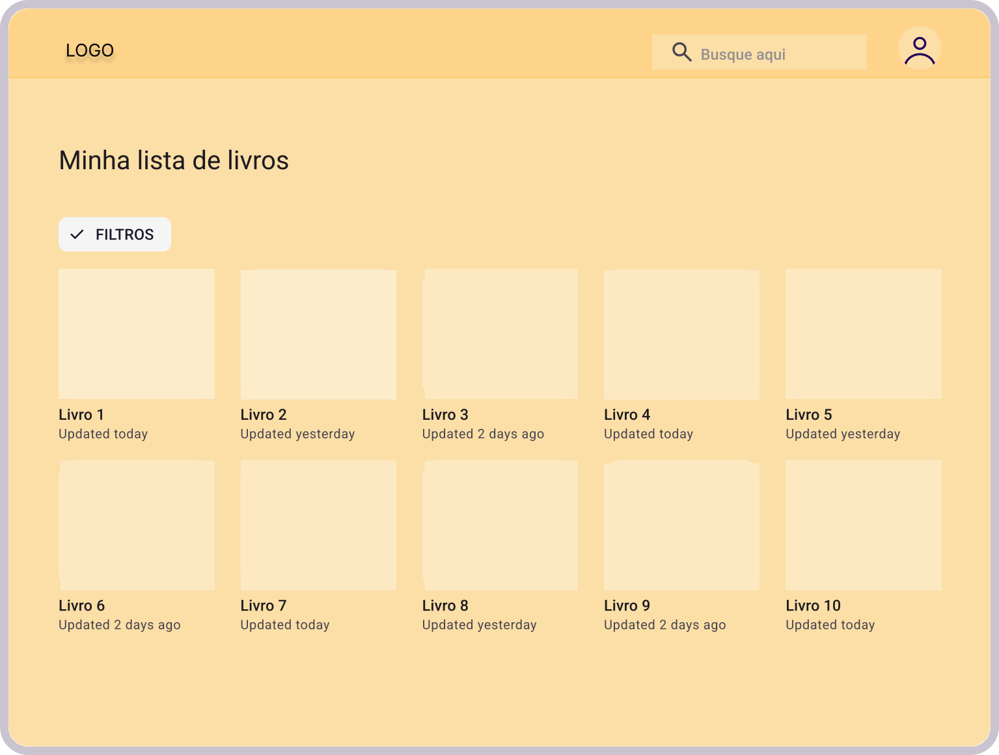 LOGO
Busque aqui
Minha lista de livros
FILTROS
Livro 1
Updated today
Livro 2
Updated yesterday
Livro 3
Updated 2 days ago
Livro 4
Updated today
Livro 5
Updated yesterday
Livro 6
Updated 2 days ago
Livro 7
Updated today
Livro 8
Updated yesterday
Livro 9
Updated 2 days ago
Livro 10
Updated today